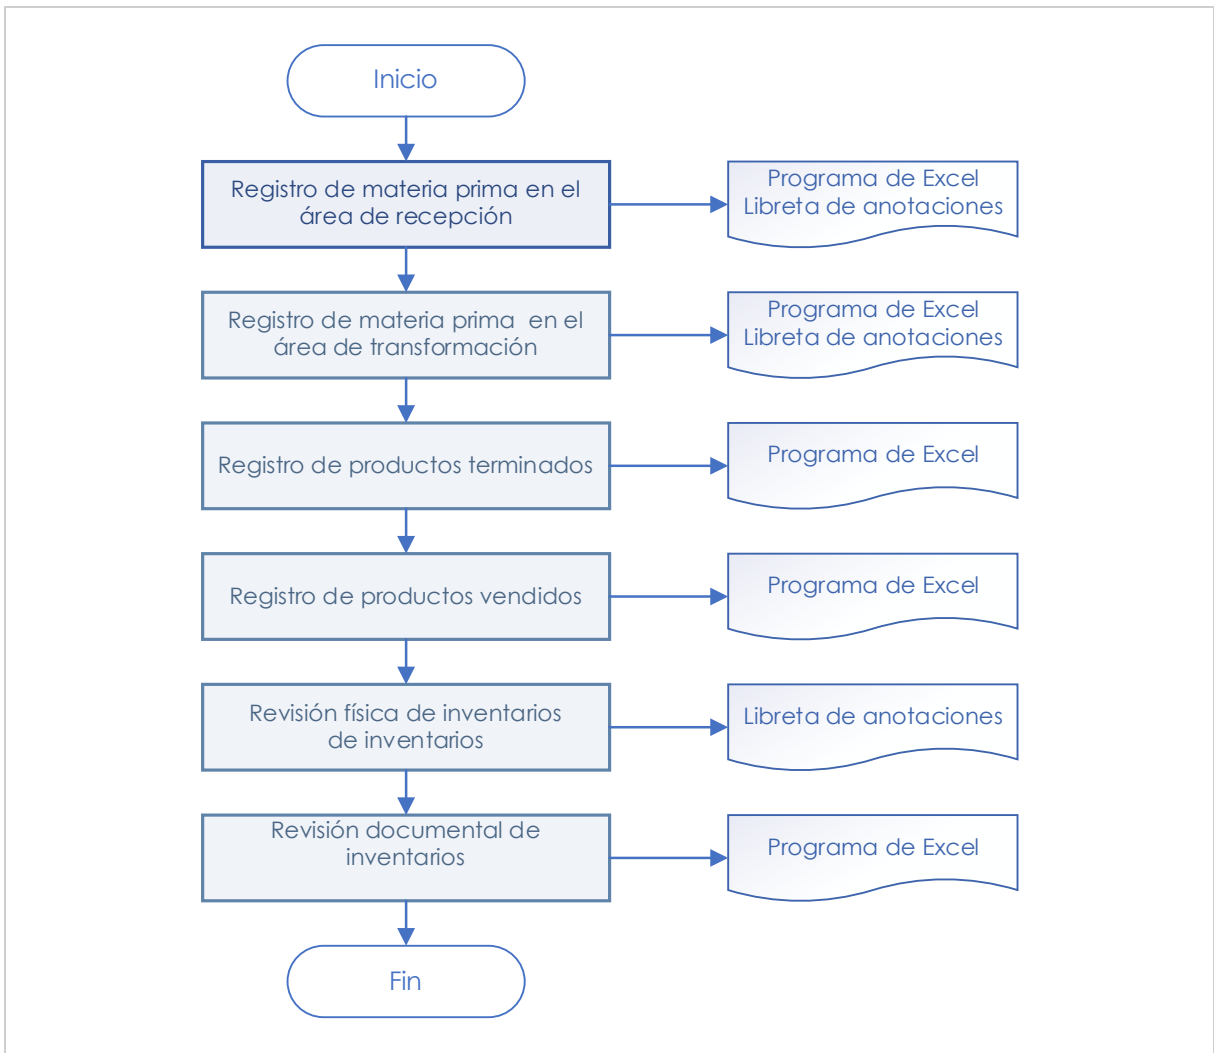 Inicio
Registro de materia prima en el
área de recepción
Programa de Excel
Libreta de anotaciones
Registro de materia prima  en el
área de transformación
Programa de Excel
Libreta de anotaciones
Registro de productos terminados
Programa de Excel
Registro de productos vendidos
Programa de Excel
Revisión física de inventarios
de inventarios
Libreta de anotaciones
Revisión documental de
inventarios
Programa de Excel
Fin